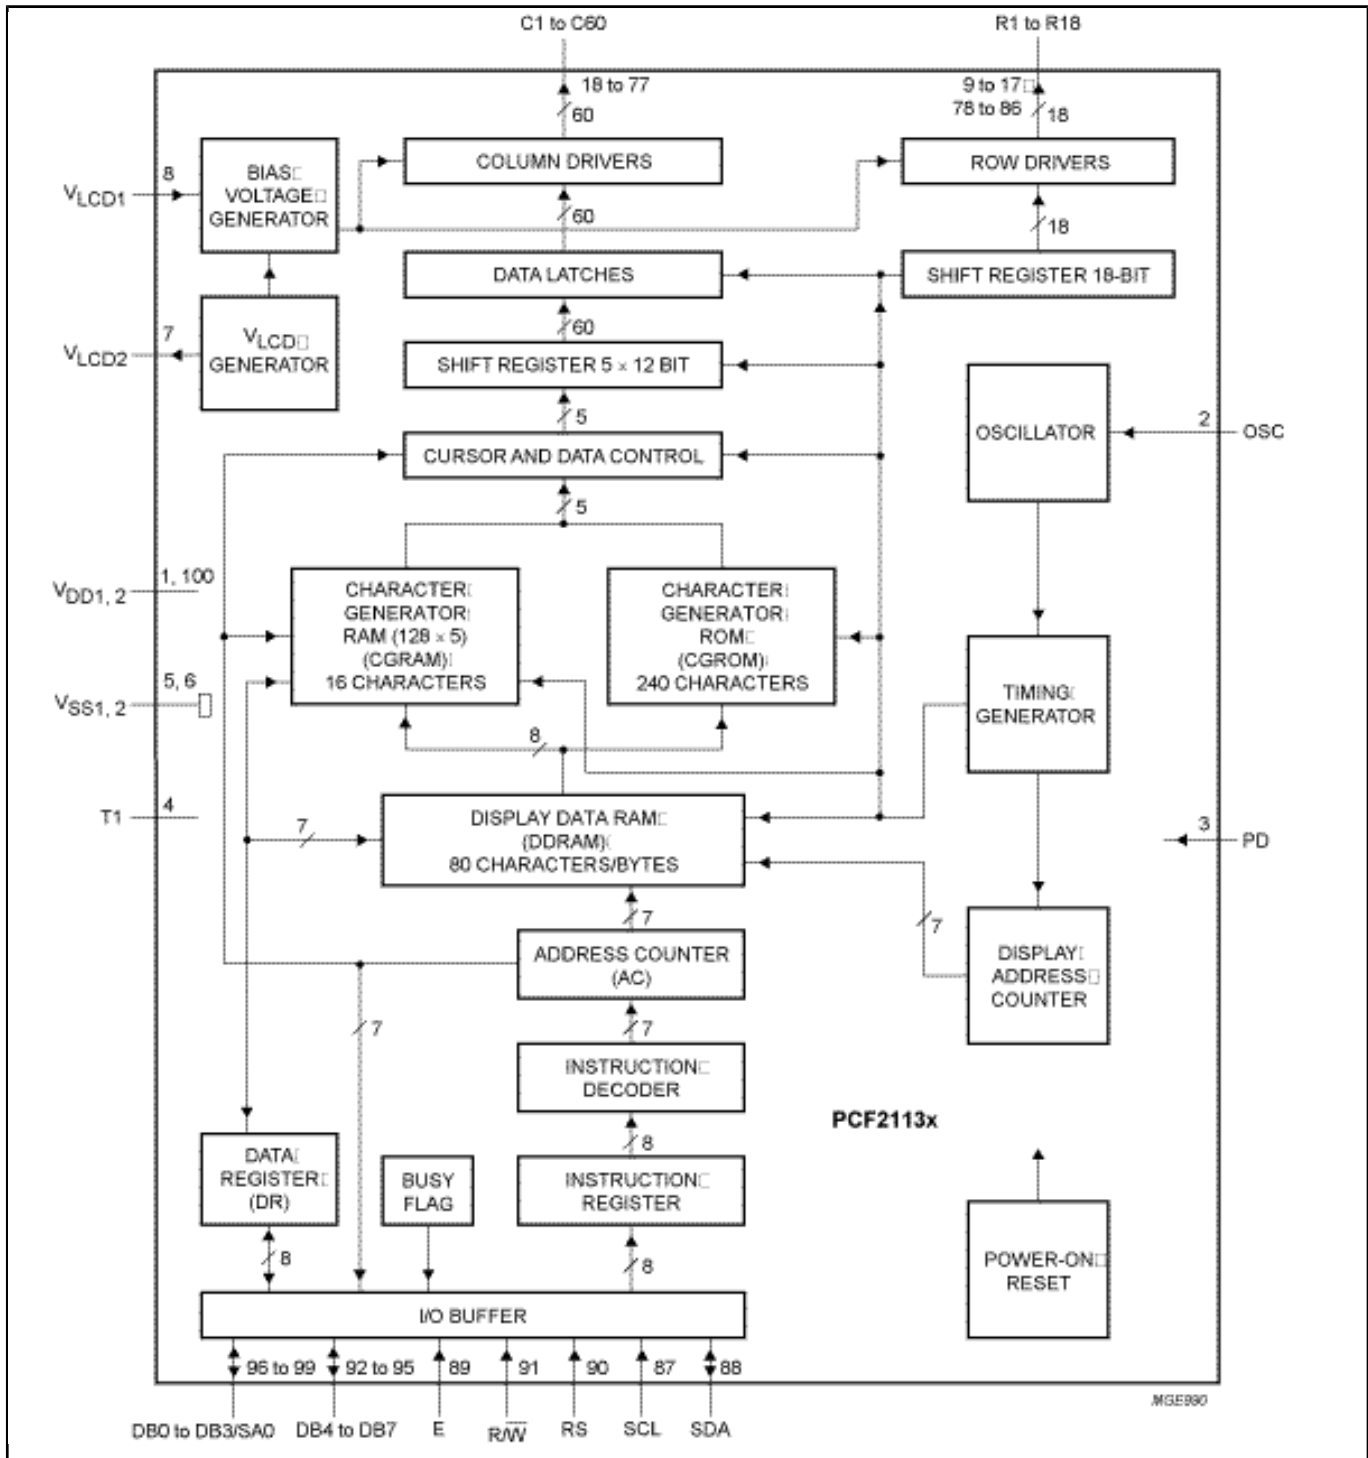 C1 to C60
R1 to R18
18 to 77
9 to 17
60
78 to 86
18
8
BIAS
VOLTAGE
GENERATOR
COLUMN DRIVERS
ROW DRIVERS
VLCD1
60
18
DATA LATCHES
SHIFT REGISTER 18-BIT
7
VLCD
GENERATOR
60
VLCD2
SHIFT REGISTER 5 × 12 BIT
5
2
OSCILLATOR
OSC
CURSOR AND DATA CONTROL
5
1, 100
VDD1, 2
CHARACTER
GENERATOR
RAM (128 × 5)
(CGRAM)
16 CHARACTERS
CHARACTER
GENERATOR
ROM
(CGROM)
240 CHARACTERS
5, 6
VSS1, 2
TIMING
GENERATOR
8
4
T1
7
DISPLAY DATA RAM
(DDRAM)
80 CHARACTERS/BYTES
3
PD
7
7
ADDRESS COUNTER
(AC)
DISPLAY
ADDRESS
COUNTER
7
7
INSTRUCTION
DECODER
PCF2113x
8
DATA
REGISTER
(DR)
BUSY
FLAG
INSTRUCTION
REGISTER
8
8
POWER-ON
RESET
I/O BUFFER
96 to 99
92 to 95
89
91
90
87
88
MGE990
DB0 to DB3/SA0
DB4 to DB7
E
R/W̅
RS
SCL
SDA